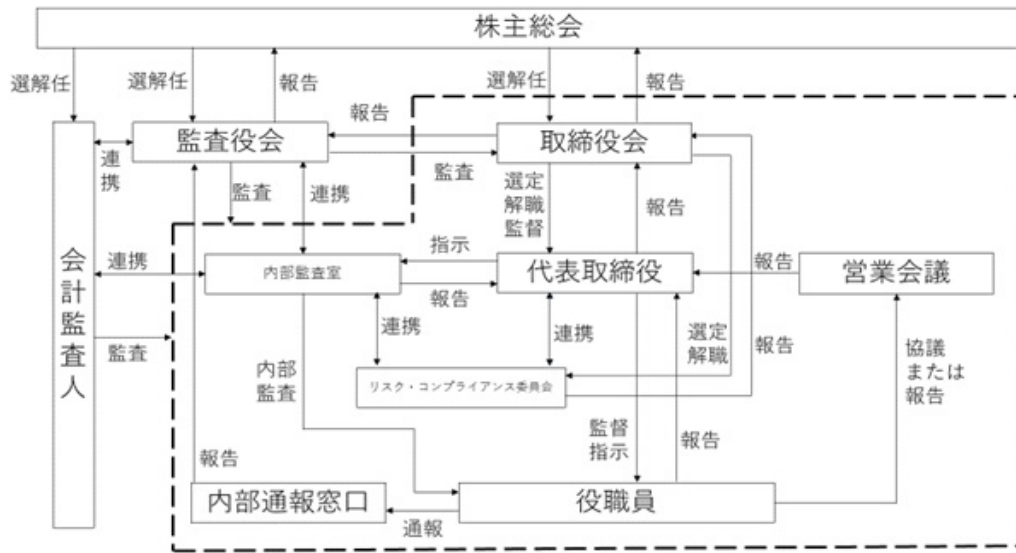 株主総会
選解任
選解任
報告
選解任
報告
報告
監査役会
取締役会
連携
監査
連携
監査
選定
解職
監督
報告
会計監査人
連携
内部監査室
指示
報告
代表取締役
報告
営業会議
監査
連携
連携
選定
解職
報告
協議
または
報告
内部
監査
リスク・コンプライアンス委員会
監督
指示
報告
報告
内部通報窓口
通報
役職員